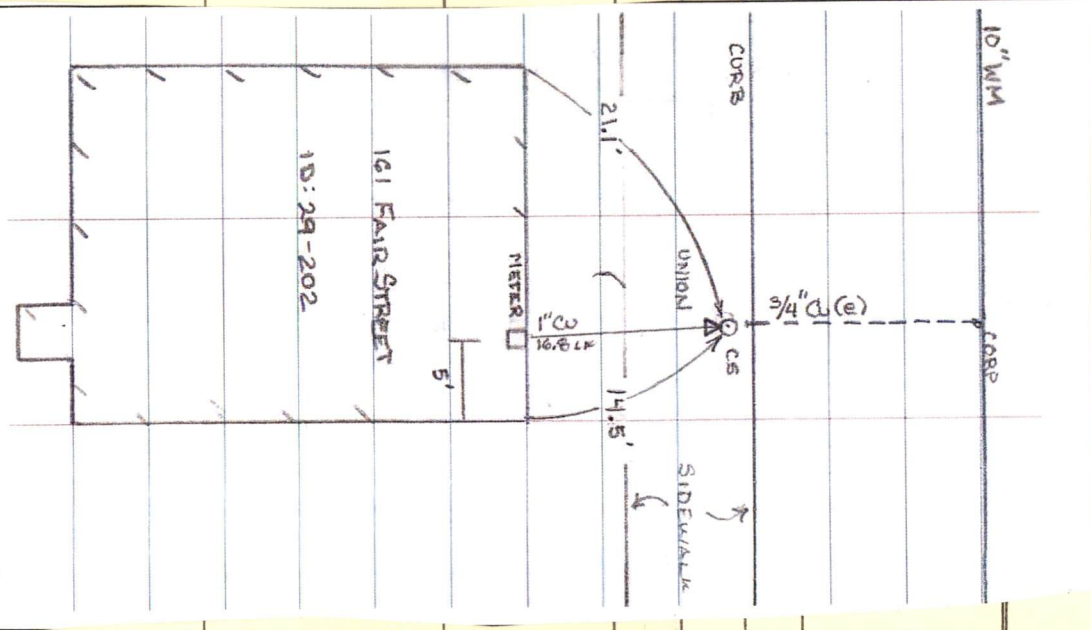 10" WM
CURB
21.1'
161 FAIR STREET
ID: 29-202
UNION
METER
3/4" CU (e)
1" CU
16.8 LF
CS
CORP
5'
14.5'
SIDEWALK